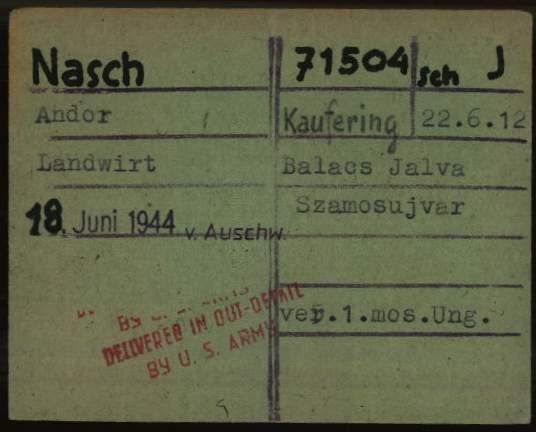 Nasch 71504 sch J
Andor Kaufering 22.6.12
Landwirt Balacs Jalva
Szamosujvar
18. Juni 1944 v. Auschw.
DELIVERED IN OUT-DETAIL
BY U. S. ARMY
ver.1.mos.Ung.